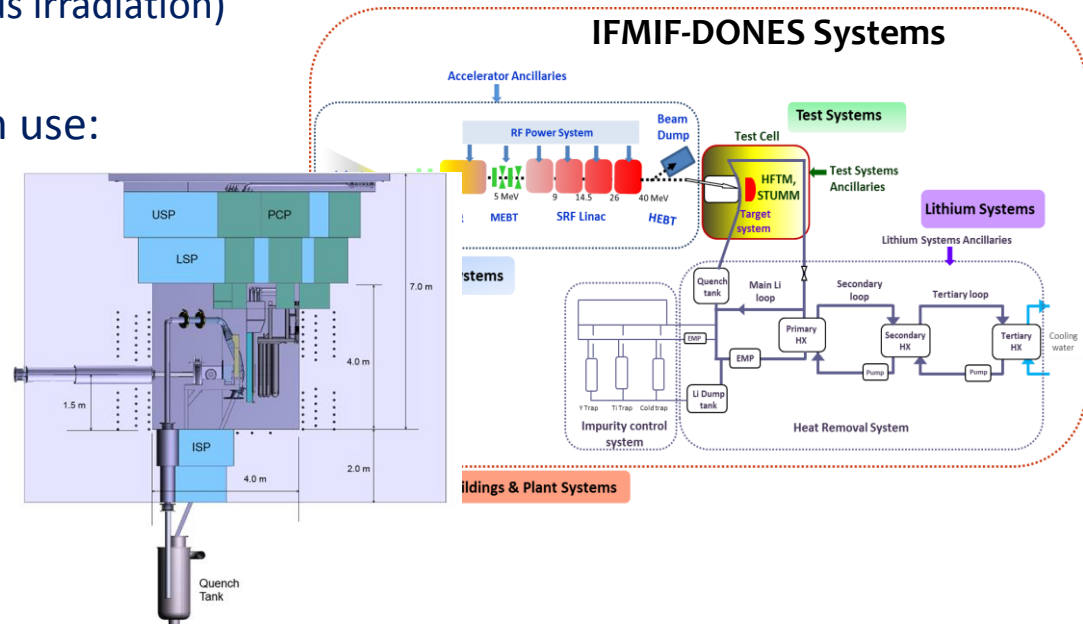 is irradiation)
n use:
IFMIF-DONES Systems
Accelerator Ancillaries
RF Power System
Beam
Dump
Test Systems
Test Cell
HFTM,
STUMM
Target
system
Test Systems
Ancillaries
5 MeV
9
14.5
26
40 MeV
MEBT
SRF Linac
HEBT
Lithium Systems
Lithium Systems Ancillaries
ystems
Quench
tank
Main Li
loop
Secondary
loop
Tertiary loop
Primary
HX
Secondary
HX
Tertiary
HX
Cooling
water
EMP
EMP
Pump
Pump
Li Dump
tank
Y Trap
Ti Trap
Cold trap
Impurity control
system
Heat Removal System
ildings & Plant Systems
USP
PCP
LSP
7.0 m
4.0 m
1.5 m
ISP
2.0 m
4.0 m
Quench
Tank